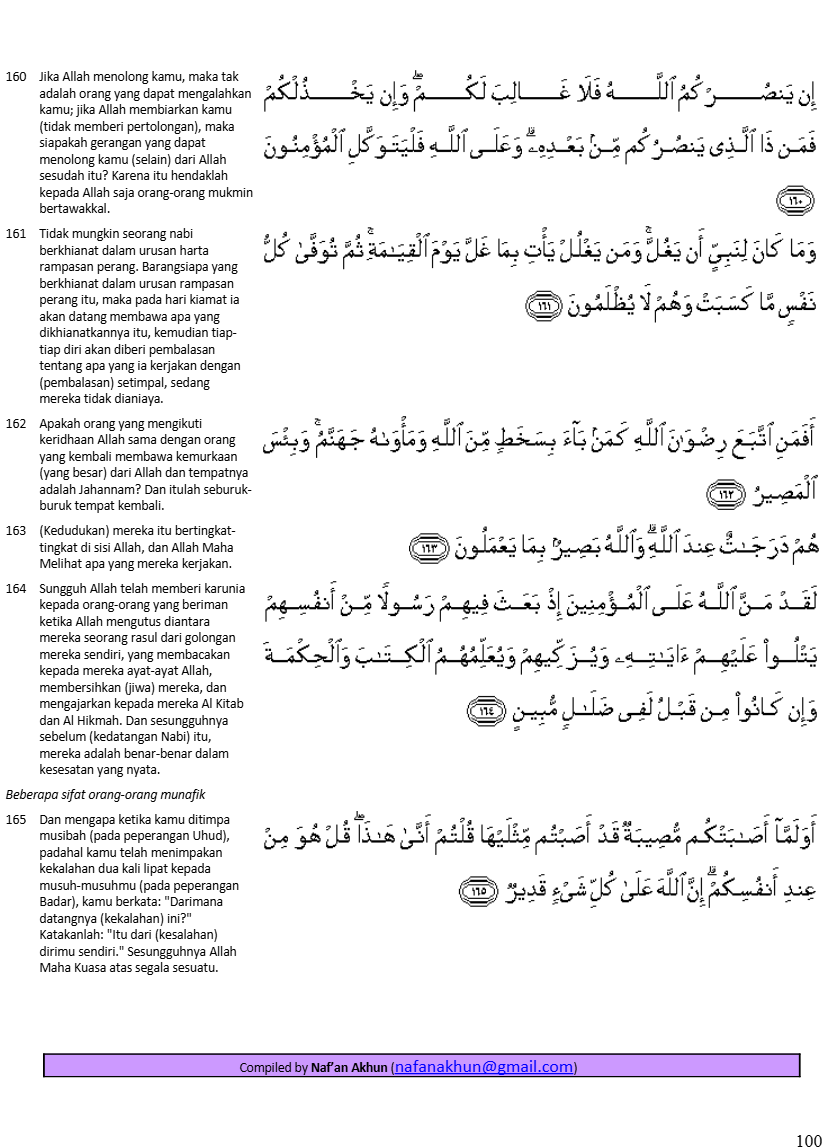 160 Jika Allah menolong kamu, maka tak
adalah orang yang dapat mengalahkan
kamu; jika Allah membiarkan kamu
(tidak memberi pertolongan), maka
siapakah gerangan yang dapat
menolong kamu (selain) dari Allah
sesudah itu? Karena itu hendaklah
kepada Allah saja orang-orang mukmin
bertawakkal.
إِن يَنصُرْكُمُ ٱللَّهُ فَلَا غَالِبَ لَكُمْ ۖ وَإِن يَخْذُلْكُمْ
فَمَن ذَا ٱلَّذِى يَنصُرُكُم مِّنۢ بَعْدِهِۦ ۗ وَعَلَى ٱللَّهِ فَلْيَتَوَكَّلِ ٱلْمُؤْمِنُونَ
١٦٠
161 Tidak mungkin seorang nabi
berkhianat dalam urusan harta
rampasan perang. Barangsiapa yang
berkhianat dalam urusan rampasan
perang itu, maka pada hari kiamat ia
akan datang membawa apa yang
dikhianatkannya itu, kemudian tiap-
tiap diri akan diberi pembalasan
tentang apa yang ia kerjakan dengan
(pembalasan) setimpal, sedang
mereka tidak dianiaya.
وَمَا كَانَ لِنَبِىٍّ أَن يَغُلَّ ۚ وَمَن يَغْلُلْ يَأْتِ بِمَا غَلَّ يَوْمَ ٱلْقِيَـٰمَةِ ۚ ثُمَّ تُوَفَّىٰ كُلُّ
نَفْسٍ مَّا كَسَبَتْ وَهُمْ لَا يُظْلَمُونَ ١٦١
162 Apakah orang yang mengikuti
keridhaan Allah sama dengan orang
yang kembali membawa kemurkaan
(yang besar) dari Allah dan tempatnya
adalah Jahannam? Dan itulah seburuk-
buruk tempat kembali.
أَفَمَنِ ٱتَّبَعَ رِضْوَٰنَ ٱللَّهِ كَمَنۢ بَآءَ بِسَخَطٍ مِّنَ ٱللَّهِ وَمَأْوَىٰهُ جَهَنَّمُ ۚ وَبِئْسَ
ٱلْمَصِيرُ ١٦٢
163 (Kedudukan) mereka itu bertingkat-
tingkat di sisi Allah, dan Allah Maha
Melihat apa yang mereka kerjakan.
هُمْ دَرَجَـٰتٌ عِندَ ٱللَّهِ ۗ وَٱللَّهُ بَصِيرٌۢ بِمَا يَعْمَلُونَ ١٦٣
164 Sungguh Allah telah memberi karunia
kepada orang-orang yang beriman
ketika Allah mengutus diantara
mereka seorang rasul dari golongan
mereka sendiri, yang membacakan
kepada mereka ayat-ayat Allah,
membersihkan (jiwa) mereka, dan
mengajarkan kepada mereka Al Kitab
dan Al Hikmah. Dan sesungguhnya
sebelum (kedatangan Nabi) itu,
mereka adalah benar-benar dalam
kesesatan yang nyata.
لَقَدْ مَنَّ ٱللَّهُ عَلَى ٱلْمُؤْمِنِينَ إِذْ بَعَثَ فِيهِمْ رَسُولًا مِّنْ أَنفُسِهِمْ
يَتْلُوا۟ عَلَيْهِمْ ءَايَـٰتِهِۦ وَيُزَكِّيهِمْ وَيُعَلِّمُهُمُ ٱلْكِتَـٰبَ وَٱلْحِكْمَةَ
وَإِن كَانُوا۟ مِن قَبْلُ لَفِى ضَلَـٰلٍ مُّبِينٍ ١٦٤
Beberapa sifat orang-orang munafik
165 Dan mengapa ketika kamu ditimpa
musibah (pada peperangan Uhud),
padahal kamu telah menimpakan
kekalahan dua kali lipat kepada
musuh-musuhmu (pada peperangan
Badar), kamu berkata: "Darimana
datangnya (kekalahan) ini?"
Katakanlah: "Itu dari (kesalahan)
dirimu sendiri." Sesungguhnya Allah
Maha Kuasa atas segala sesuatu.
أَوَلَمَّآ أَصَـٰبَتْكُم مُّصِيبَةٌ قَدْ أَصَبْتُم مِّثْلَيْهَا قُلْتُمْ أَنَّىٰ هَـٰذَا ۖ قُلْ هُوَ مِنْ
عِندِ أَنفُسِكُمْ ۗ إِنَّ ٱللَّهَ عَلَىٰ كُلِّ شَىْءٍ قَدِيرٌ ١٦٥
Compiled by Naf'an Akhun (nafanakhun@gmail.com)
100